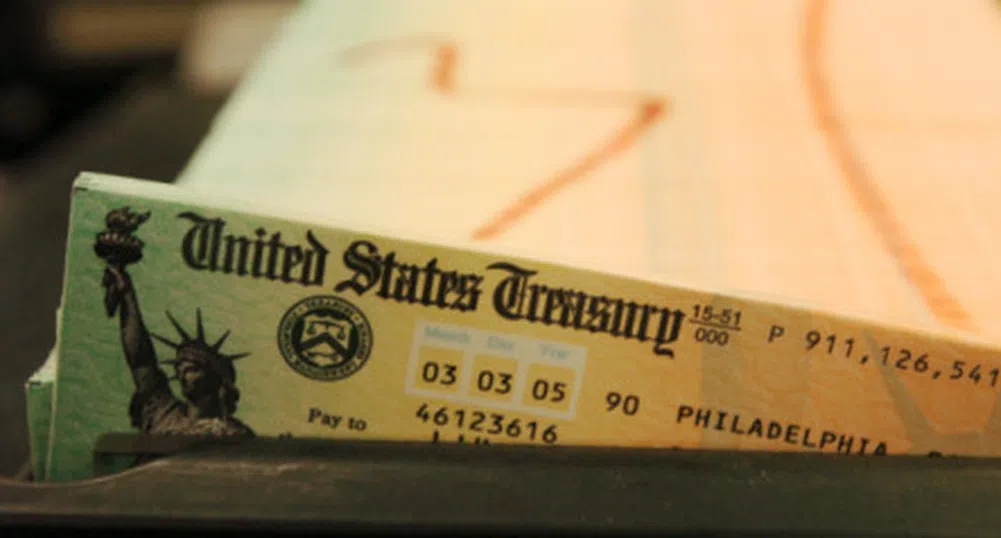 United States Treasury 15-51 000 P 911,126,541
Month Day Year
03 03 05 90 PHILADELPHIA
Pay to 46123616